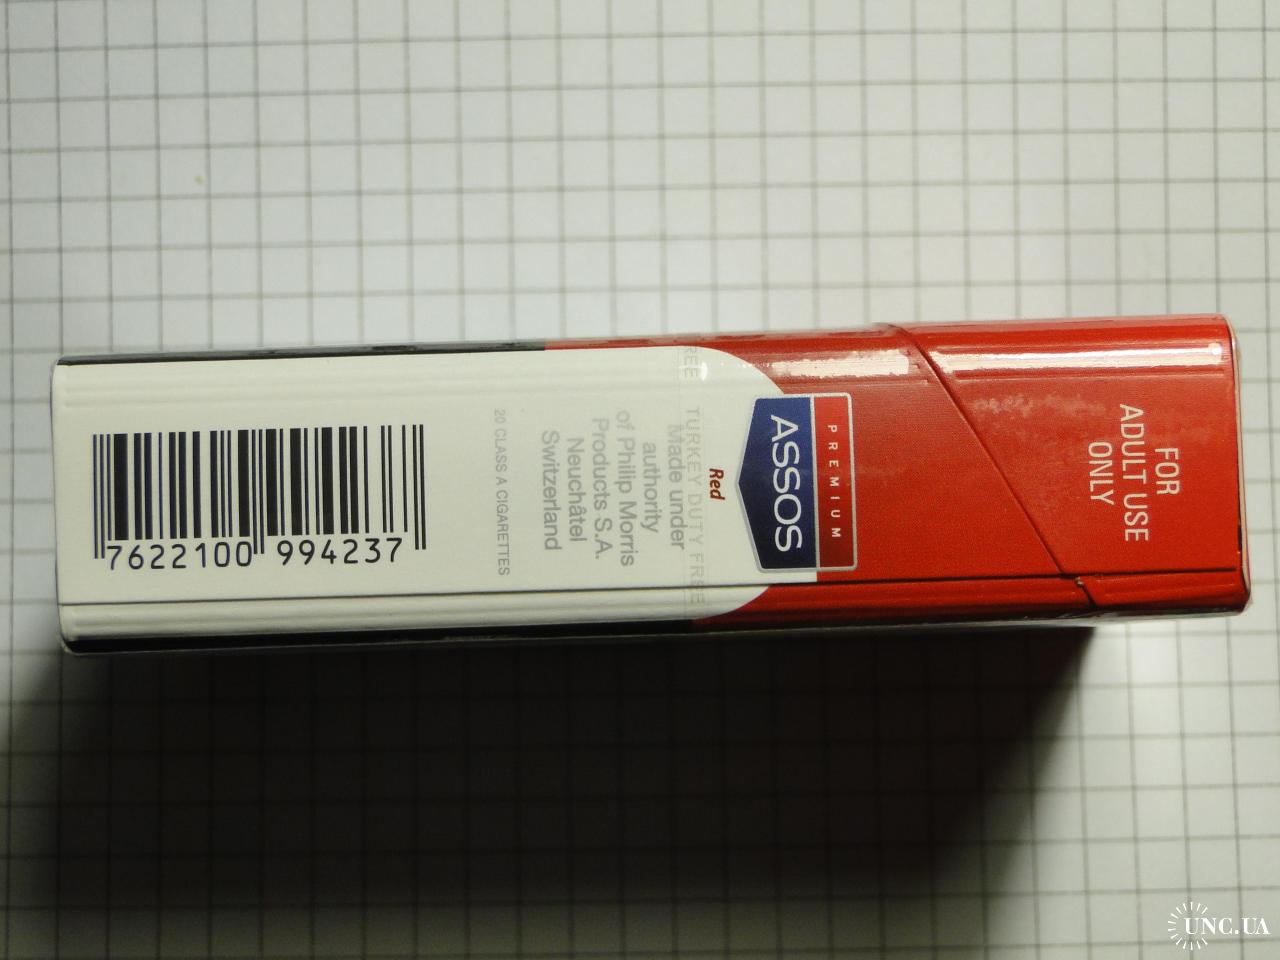 FOR
ADULT USE
ONLY
PREMIUM
ASSOS
Red
REE TURKEY DUTY FREE
Made under
authority
of Philip Morris
Products S.A.
Neuchâtel
Switzerland
20 CLASS A CIGARETTES
7622100 994237
UNC.UA